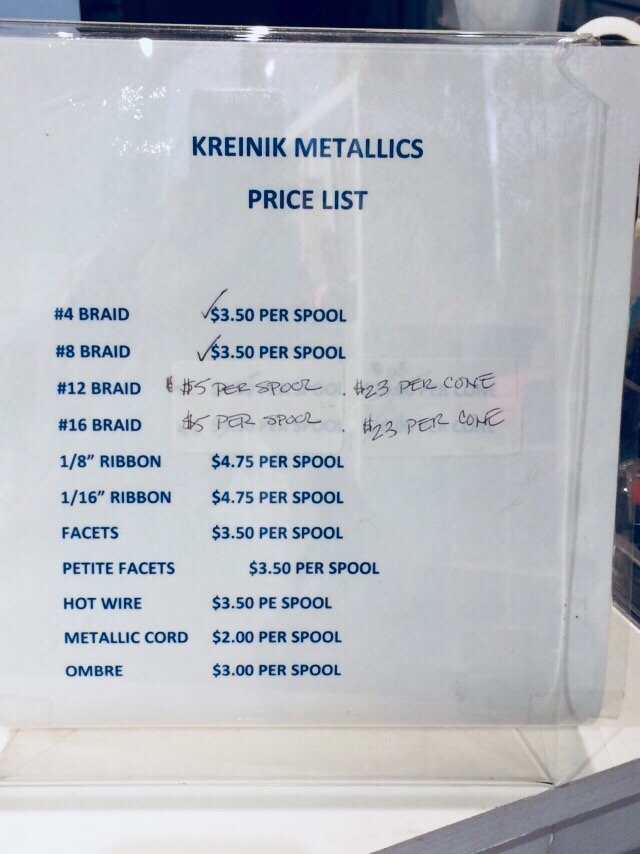 KREINIK METALLICS
PRICE LIST
#4 BRAID ✓$3.50 PER SPOOL
#8 BRAID ✓$3.50 PER SPOOL
#12 BRAID $5 PER SPOOL . $23 PER CONE
#16 BRAID $5 PER SPOOL . $23 PER CONE
1/8” RIBBON $4.75 PER SPOOL
1/16” RIBBON $4.75 PER SPOOL
FACETS $3.50 PER SPOOL
PETITE FACETS $3.50 PER SPOOL
HOT WIRE $3.50 PE SPOOL
METALLIC CORD $2.00 PER SPOOL
OMBRE $3.00 PER SPOOL